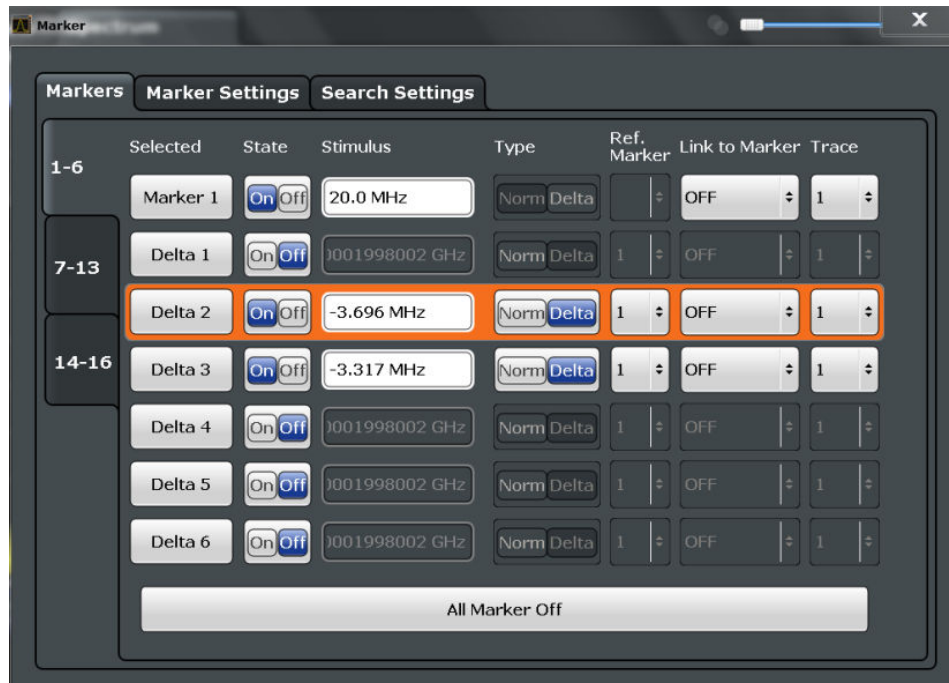 Marker
Markers Marker Settings Search Settings
1-6
7-13
14-16
Selected State Stimulus Type Ref. Marker Link to Marker Trace
Marker 1 On Off 20.0 MHz Norm Delta OFF 1
Delta 1 On Off 0001998002 GHz Norm Delta 1 OFF 1
Delta 2 On Off -3.696 MHz Norm Delta 1 OFF 1
Delta 3 On Off -3.317 MHz Norm Delta 1 OFF 1
Delta 4 On Off 0001998002 GHz Norm Delta 1 OFF 1
Delta 5 On Off 0001998002 GHz Norm Delta 1 OFF 1
Delta 6 On Off 0001998002 GHz Norm Delta 1 OFF 1
All Marker Off